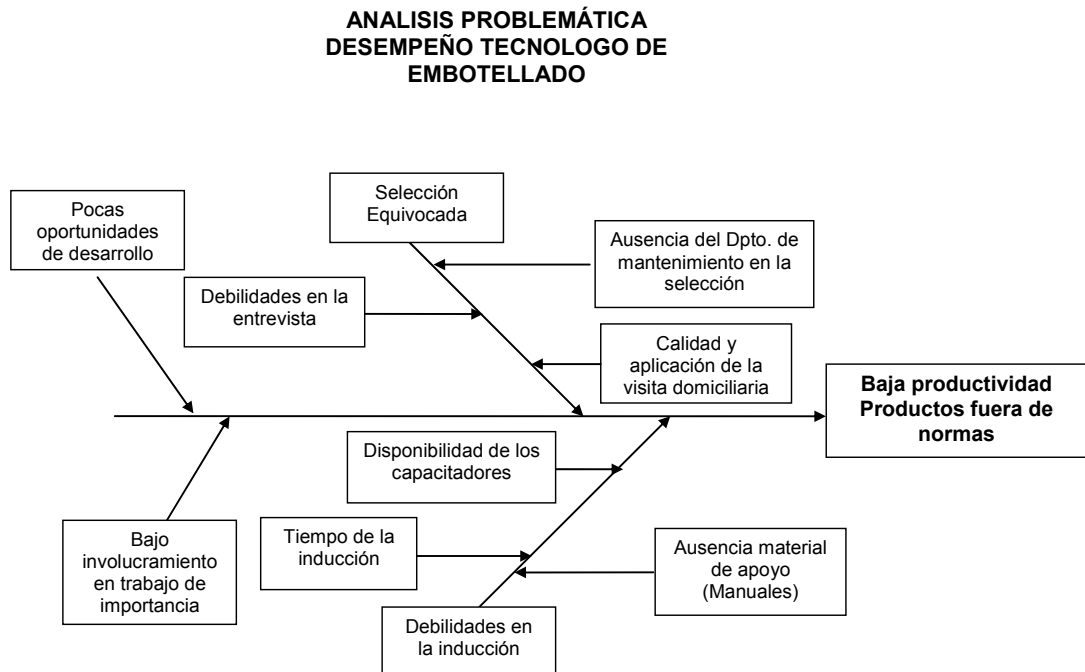 ANALISIS PROBLEMÁTICA
DESEMPEÑO TECNOLOGO DE
EMBOTELLADO
Selección
Equivocada
Pocas
oportunidades
de desarrollo
Ausencia del Dpto. de
mantenimiento en la
selección
Debilidades en la
entrevista
Calidad y
aplicación de la
visita domiciliaria
Baja productividad
Productos fuera de
normas
Disponibilidad de los
capacitadores
Bajo
involucramiento
en trabajo de
importancia
Tiempo de la
inducción
Ausencia material
de apoyo
(Manuales)
Debilidades en
la inducción